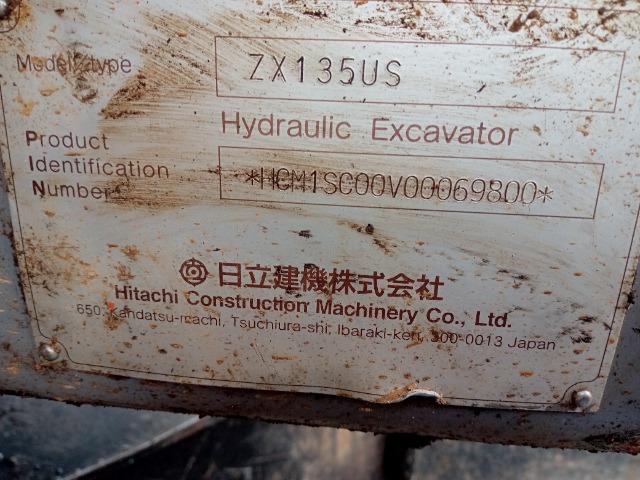 Model/type
ZX135US
Hydraulic Excavator
Product
Identification
Number
*HCM1SC00V00069800*
日立建機株式会社
Hitachi Construction Machinery Co., Ltd.
650, Kandatsu-machi, Tsuchiura-shi, Ibaraki-ken, 300-0013 Japan